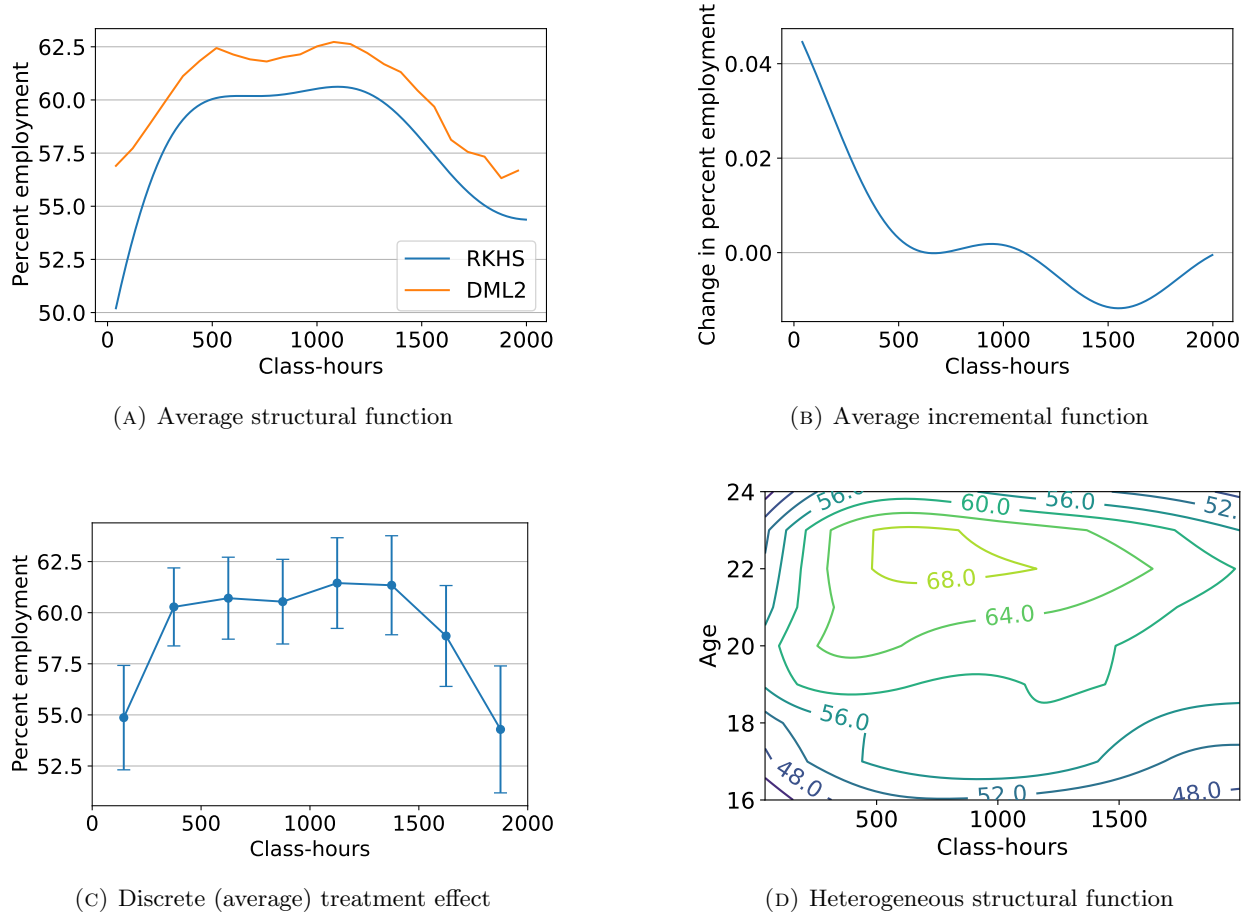 Percent employment
62.5
60.0
57.5
55.0
52.5
50.0
RKHS
DML2
0 500 1000 1500 2000
Class-hours
(A) Average structural function
Change in percent employment
0.04
0.02
0.00
0 500 1000 1500 2000
Class-hours
(B) Average incremental function
Percent employment
62.5
60.0
57.5
55.0
52.5
0 500 1000 1500 2000
Class-hours
(C) Discrete (average) treatment effect
Age
24
22
20
18
16
56.0 60.0 56.0 52.
68.0
64.0
56.0
48.0 52.0 48.0
500 1000 1500
Class-hours
(D) Heterogeneous structural function